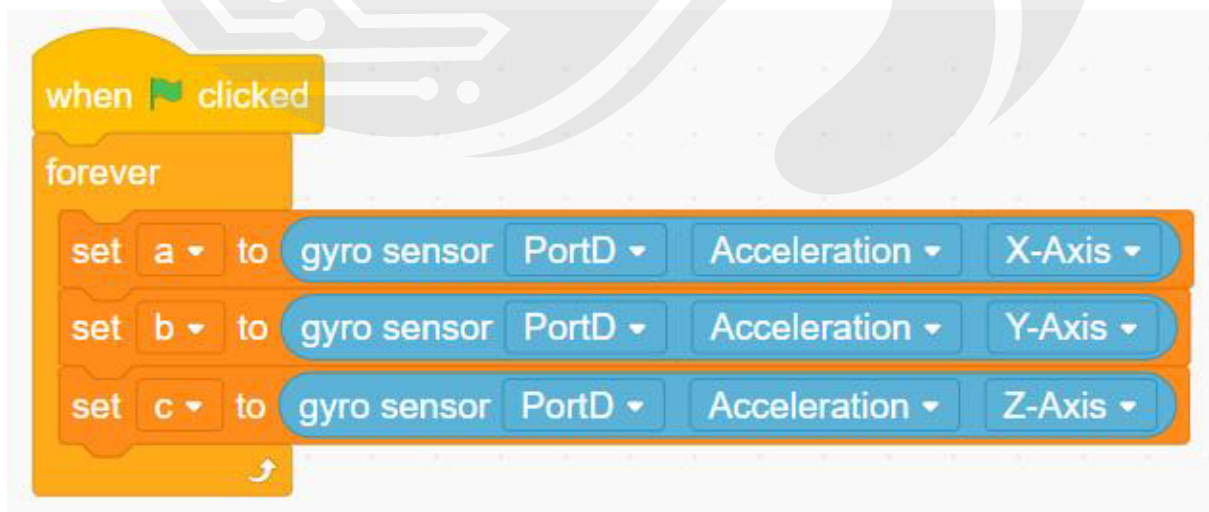 when clicked
forever
set a to gyro sensor PortD Acceleration X-Axis
set b to gyro sensor PortD Acceleration Y-Axis
set c to gyro sensor PortD Acceleration Z-Axis